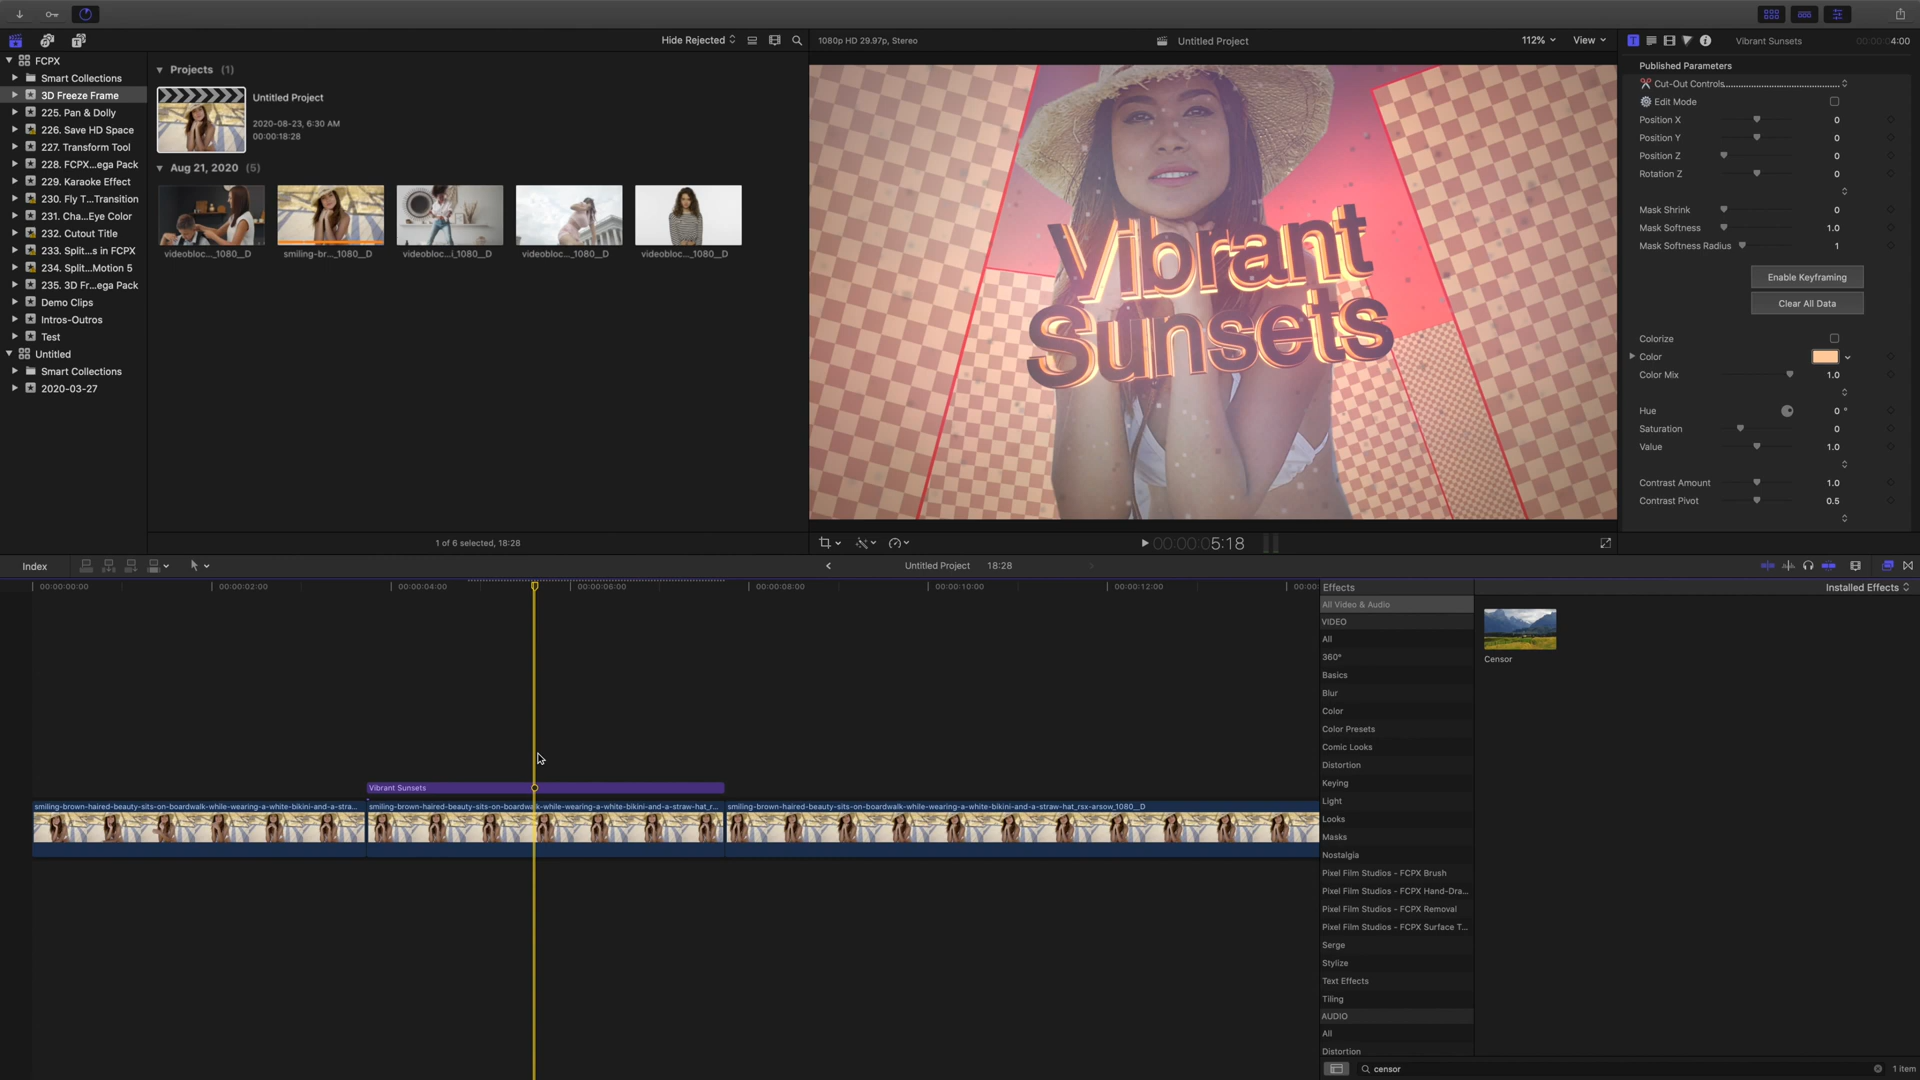 Hide Rejected
1080p HD 29.97p, Stereo
Untitled Project
112%
View
Vibrant Sunsets
00:00:04:00
FCPX
Smart Collections
3D Freeze Frame
225. Pan & Dolly
226. Save HD Space
227. Transform Tool
228. FCPX...ega Pack
229. Karaoke Effect
230. Fly T...Transition
231. Cha...Eye Color
232. Cutout Title
233. Split...s in FCPX
234. Split...Motion 5
235. 3D Fr...ega Pack
Demo Clips
Intros-Outros
Test
Untitled
Smart Collections
2020-03-27
Projects (1)
Untitled Project
2020-08-23, 6:30 AM
00:00:18:28
Aug 21, 2020 (5)
videobloc..._1080__D
smiling-br..._1080__D
videobloc...i_1080__D
videobloc..._1080__D
videobloc..._1080__D
1 of 6 selected, 18:28
Vibrant
Sunsets
00:00:05:18
Published Parameters
Cut-Out Controls
Edit Mode
Position X 0
Position Y 0
Position Z 0
Rotation Z 0
Mask Shrink 0
Mask Softness 1.0
Mask Softness Radius 1
Enable Keyframing
Clear All Data
Colorize
Color
Color Mix 1.0
Hue 0 °
Saturation 0
Value 1.0
Contrast Amount 1.0
Contrast Pivot 0.5
Index
Untitled Project 18:28
00:00:00:00
00:00:02:00
00:00:04:00
00:00:06:00
00:00:08:00
00:00:10:00
00:00:12:00
00:00:
Vibrant Sunsets
smiling-brown-haired-beauty-sits-on-boardwalk-while-wearing-a-white-bikini-and-a-stra...
smiling-brown-haired-beauty-sits-on-boardwalk-while-wearing-a-white-bikini-and-a-straw-hat_r...
smiling-brown-haired-beauty-sits-on-boardwalk-while-wearing-a-white-bikini-and-a-straw-hat_rsx-arsow_1080__D
Effects
Installed Effects
All Video & Audio
VIDEO
All
360°
Basics
Blur
Color
Color Presets
Comic Looks
Distortion
Keying
Light
Looks
Masks
Nostalgia
Pixel Film Studios - FCPX Brush
Pixel Film Studios - FCPX Hand-Dra...
Pixel Film Studios - FCPX Removal
Pixel Film Studios - FCPX Surface T...
Serge
Stylize
Text Effects
Tiling
AUDIO
All
Distortion
Censor
censor
1 item